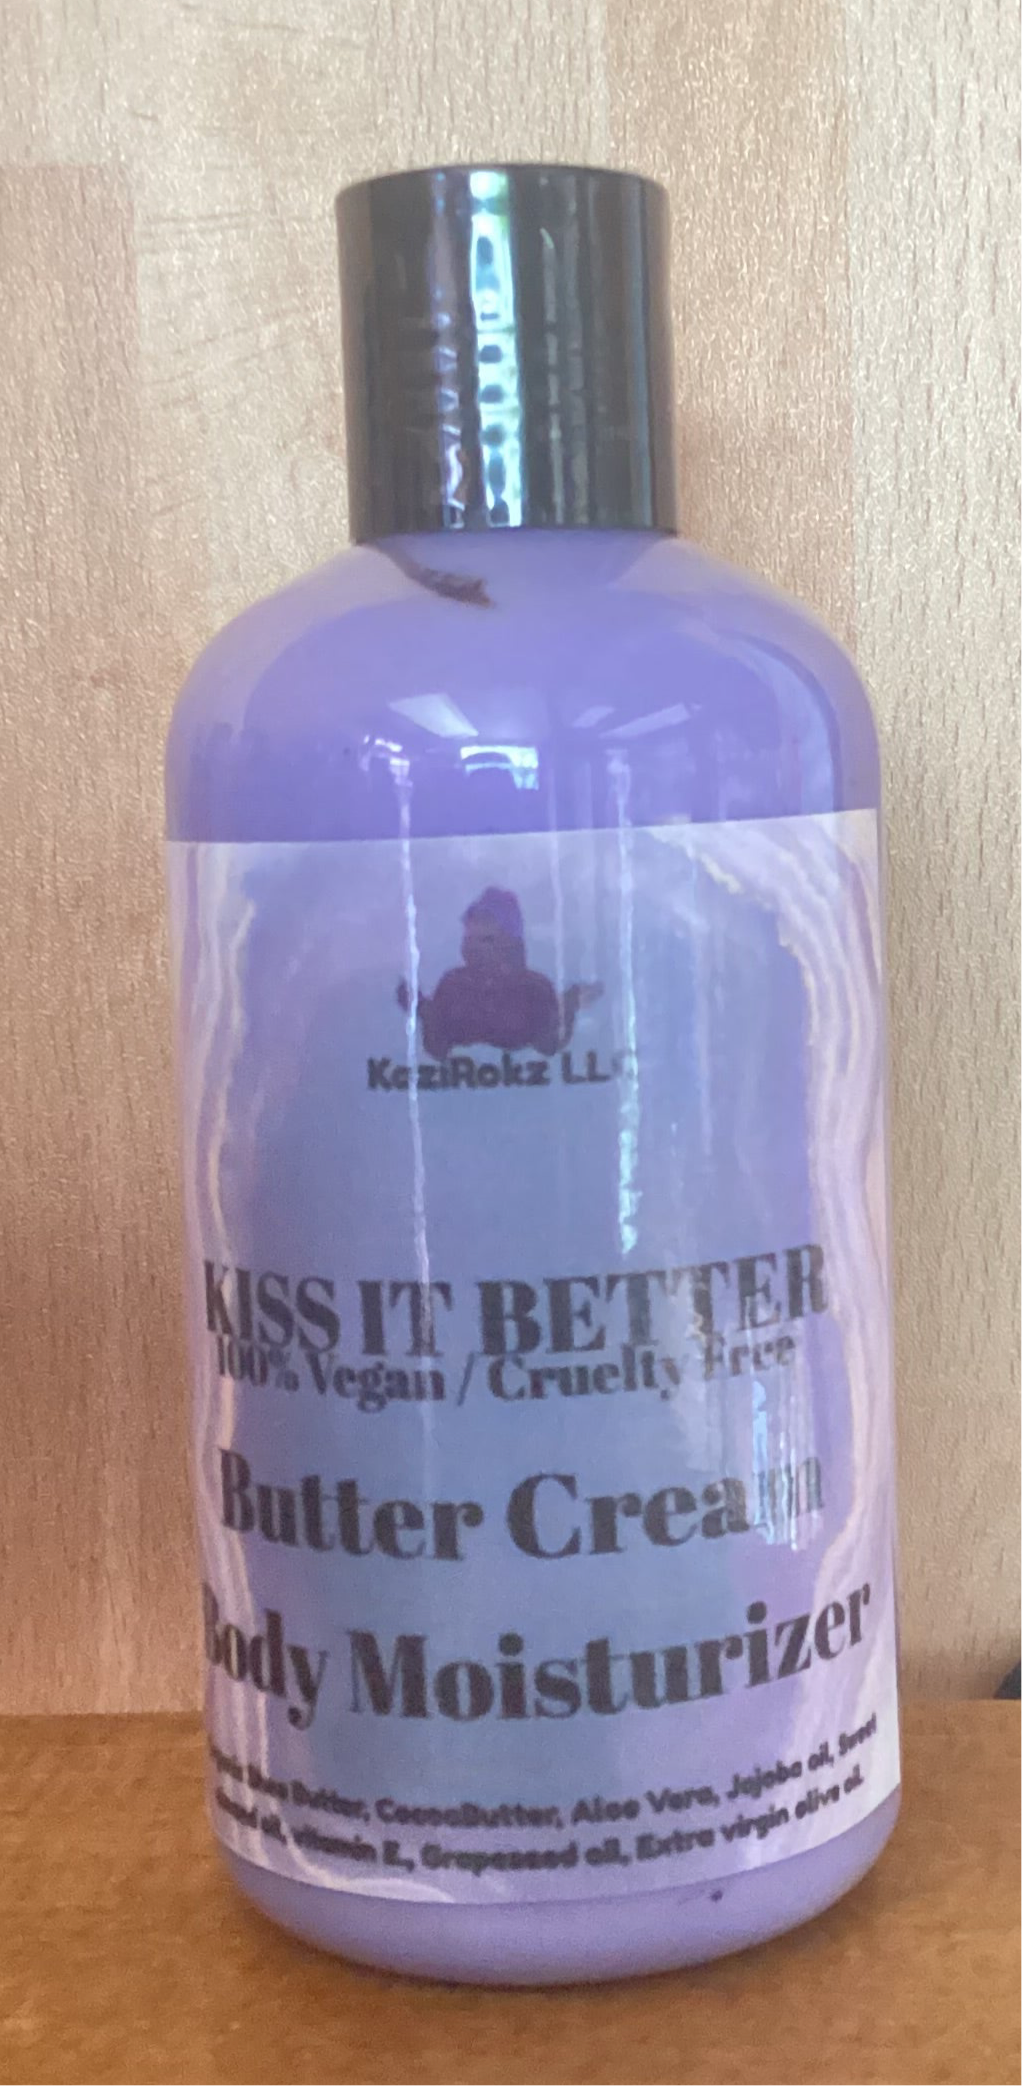 KaziRokz LLC
KISS IT BETTER
100% Vegan / Cruelty Free
Butter Cream
Body Moisturizer
Shea Butter, CocoaButter, Aloe Vera, Jojoba oil, Sweet
oil, vitamin E, Grapeseed oil, Extra virgin olive oil.